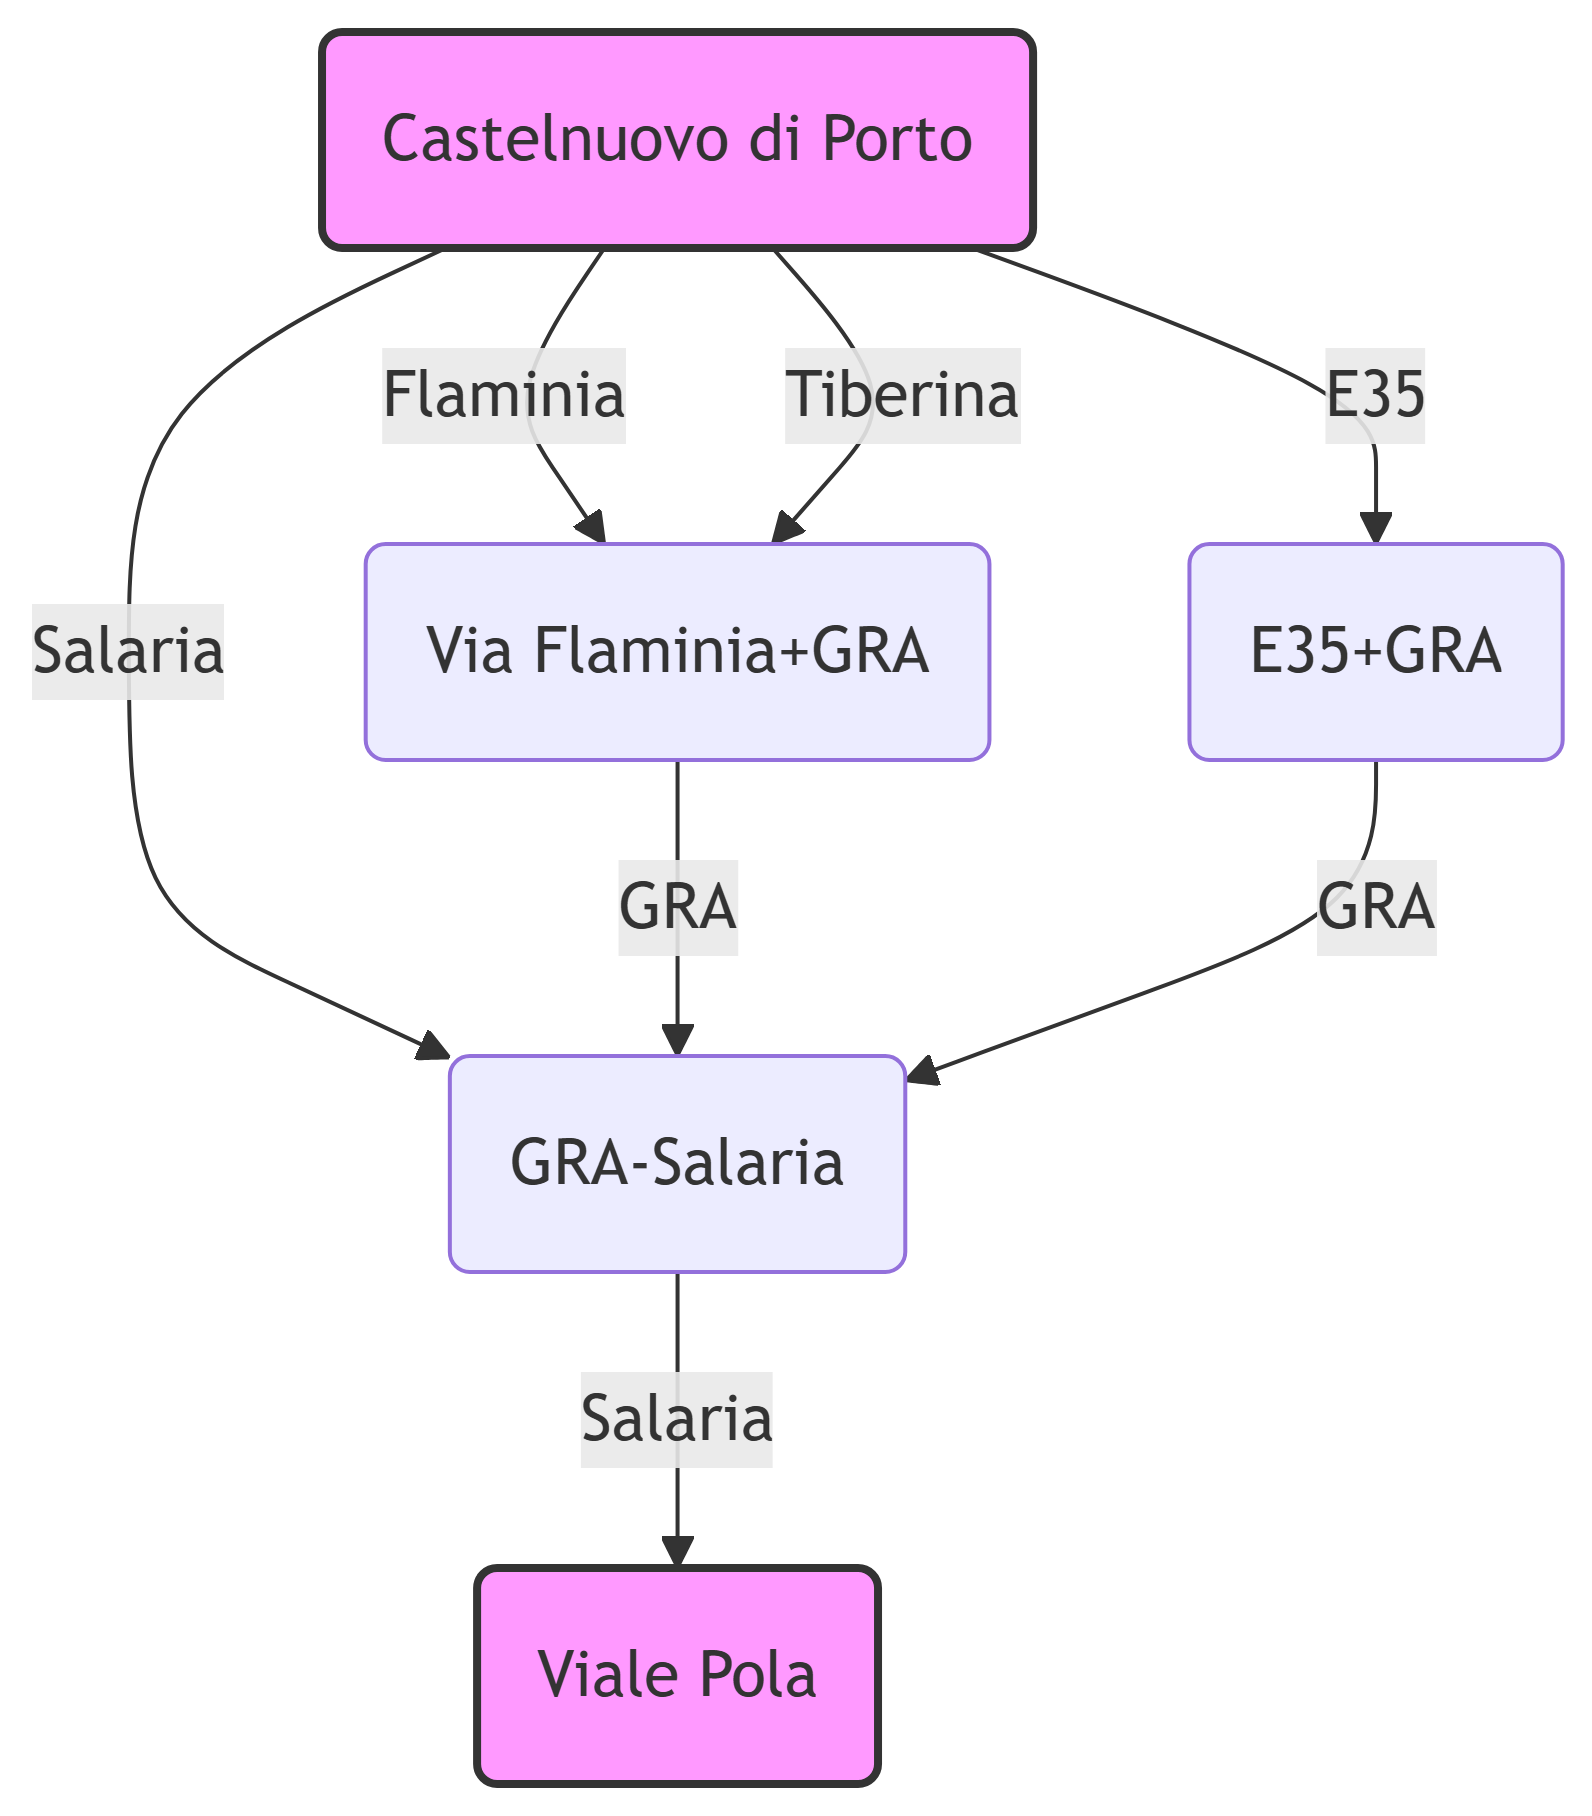 Castelnuovo di Porto
Flaminia
Tiberina
E35
Salaria
Via Flaminia+GRA
E35+GRA
GRA
GRA
GRA-Salaria
Salaria
Viale Pola